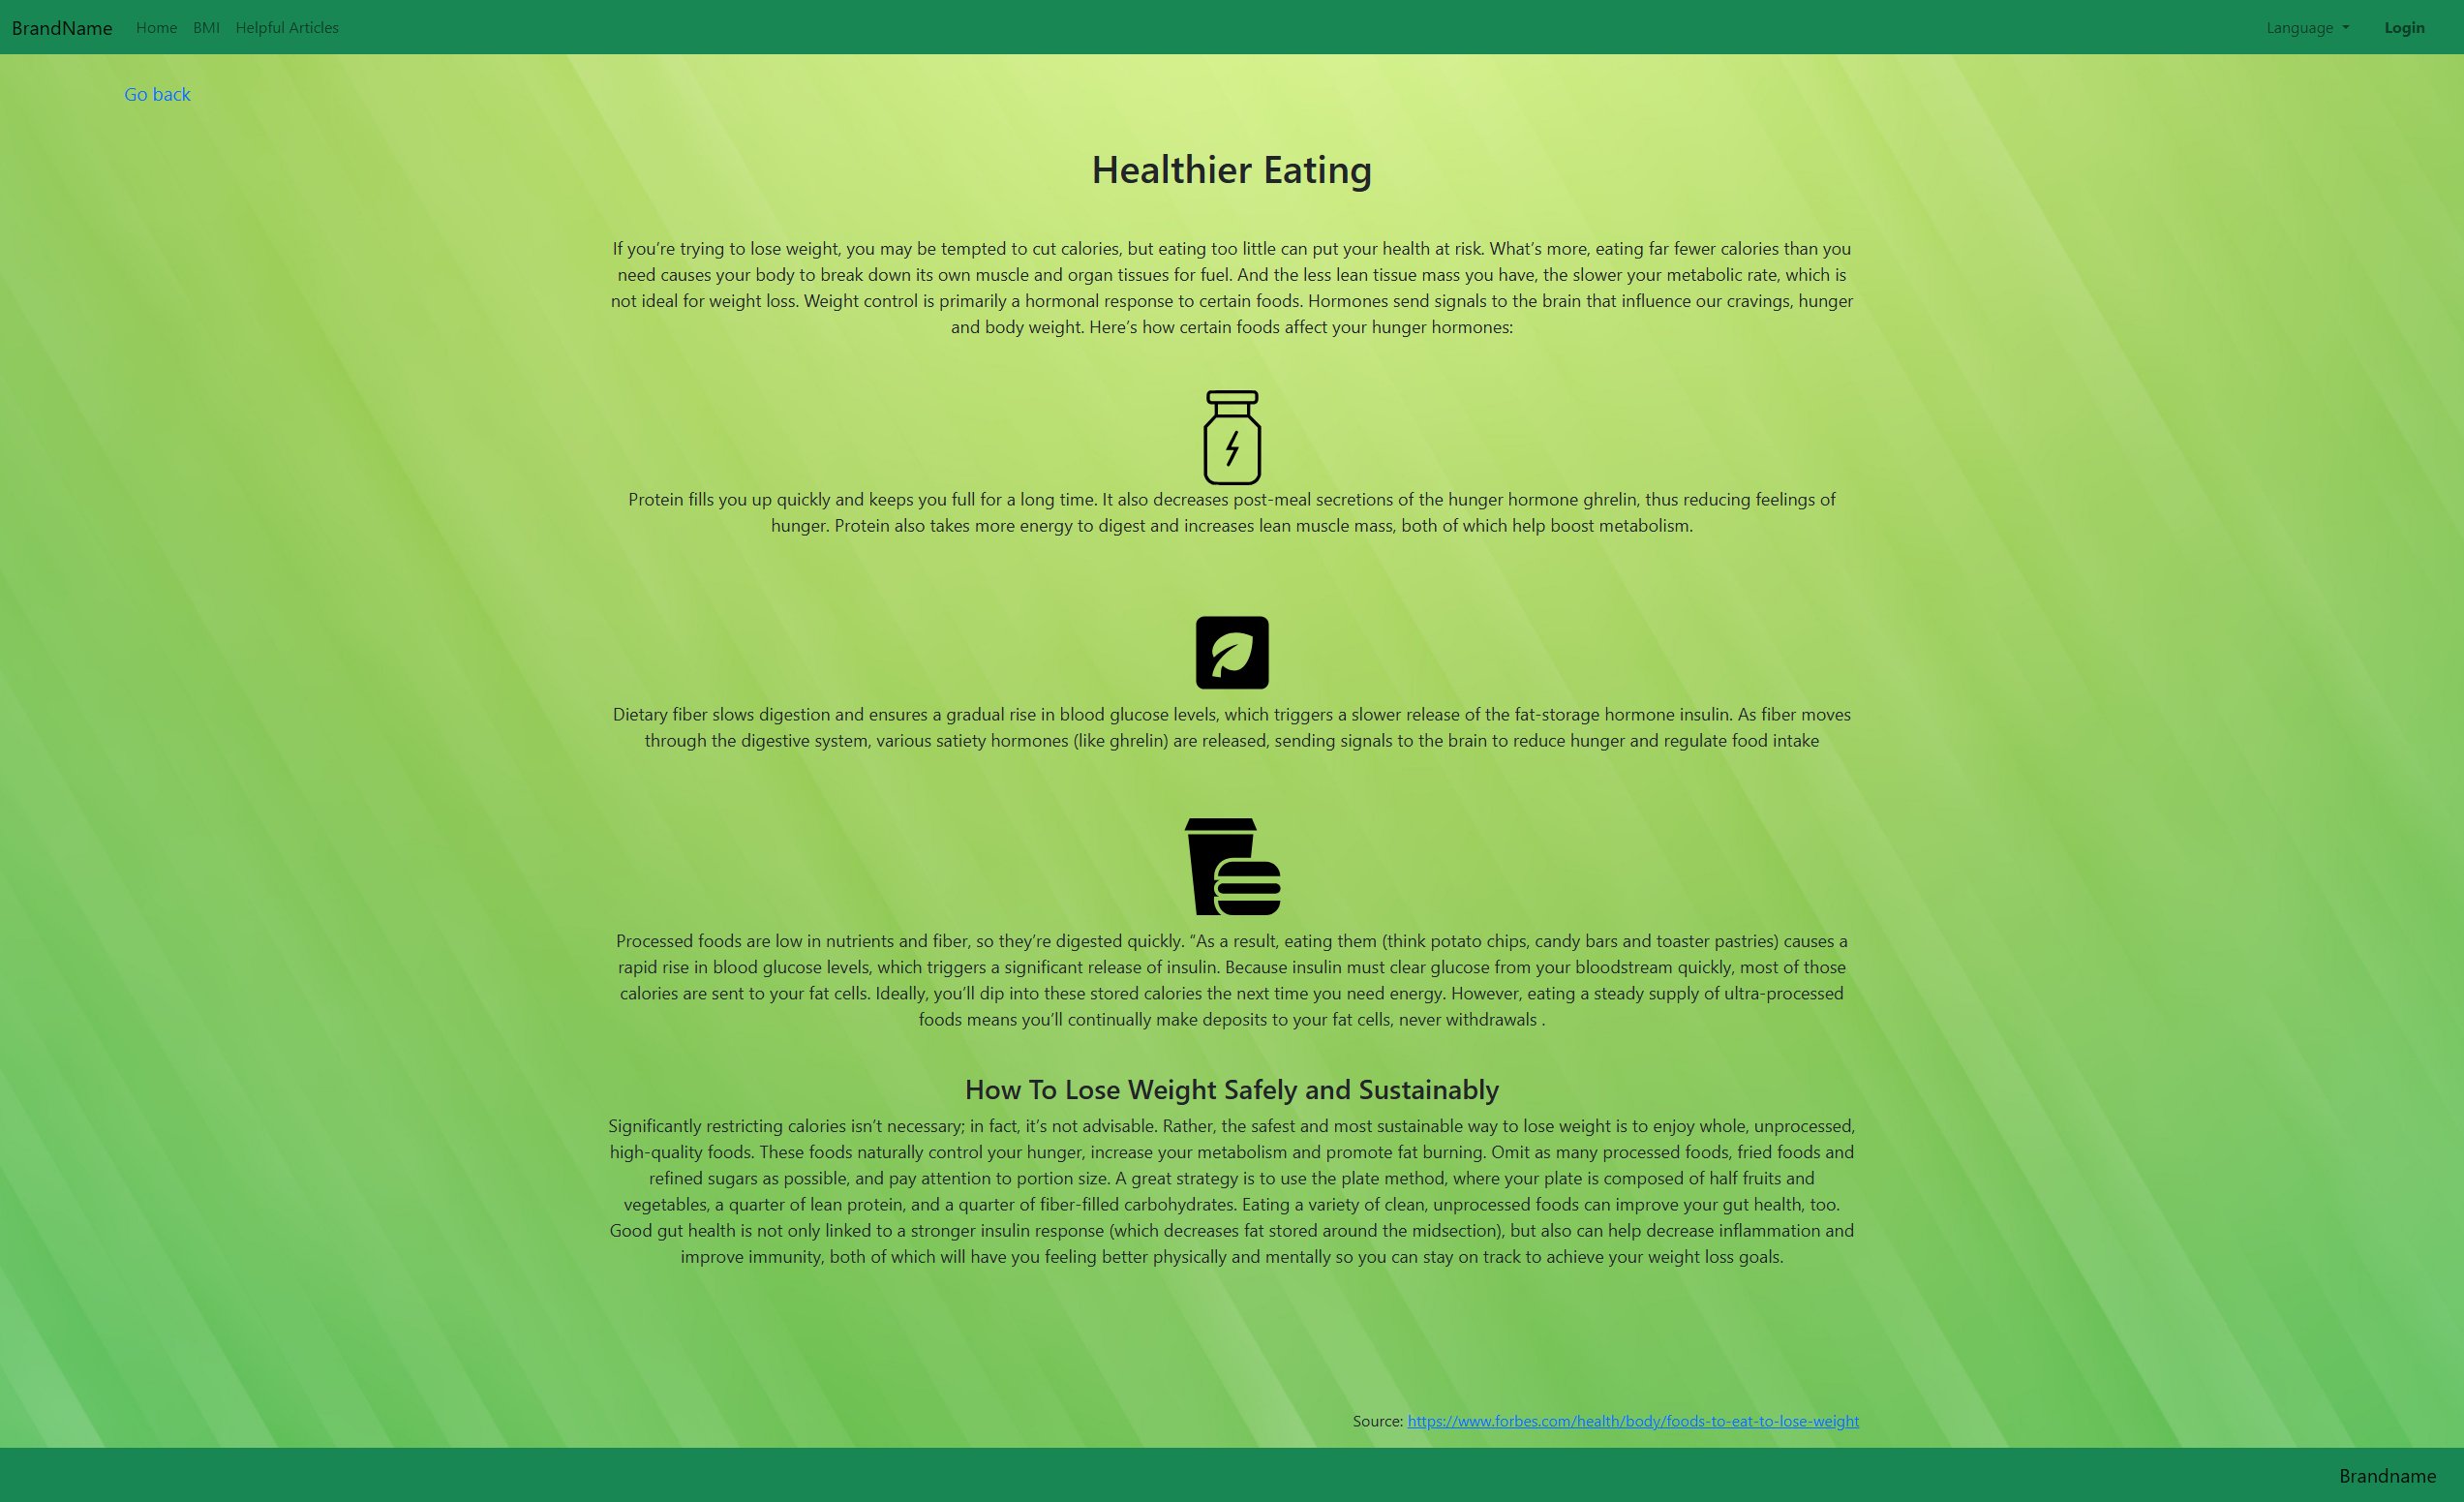 BrandName Home BMI Helpful Articles Language Login
Go back
Healthier Eating
If you’re trying to lose weight, you may be tempted to cut calories, but eating too little can put your health at risk. What’s more, eating far fewer calories than you
need causes your body to break down its own muscle and organ tissues for fuel. And the less lean tissue mass you have, the slower your metabolic rate, which is
not ideal for weight loss. Weight control is primarily a hormonal response to certain foods. Hormones send signals to the brain that influence our cravings, hunger
and body weight. Here’s how certain foods affect your hunger hormones:
Protein fills you up quickly and keeps you full for a long time. It also decreases post-meal secretions of the hunger hormone ghrelin, thus reducing feelings of
hunger. Protein also takes more energy to digest and increases lean muscle mass, both of which help boost metabolism.
Dietary fiber slows digestion and ensures a gradual rise in blood glucose levels, which triggers a slower release of the fat-storage hormone insulin. As fiber moves
through the digestive system, various satiety hormones (like ghrelin) are released, sending signals to the brain to reduce hunger and regulate food intake
Processed foods are low in nutrients and fiber, so they’re digested quickly. “As a result, eating them (think potato chips, candy bars and toaster pastries) causes a
rapid rise in blood glucose levels, which triggers a significant release of insulin. Because insulin must clear glucose from your bloodstream quickly, most of those
calories are sent to your fat cells. Ideally, you’ll dip into these stored calories the next time you need energy. However, eating a steady supply of ultra-processed
foods means you’ll continually make deposits to your fat cells, never withdrawals .
How To Lose Weight Safely and Sustainably
Significantly restricting calories isn’t necessary; in fact, it’s not advisable. Rather, the safest and most sustainable way to lose weight is to enjoy whole, unprocessed,
high-quality foods. These foods naturally control your hunger, increase your metabolism and promote fat burning. Omit as many processed foods, fried foods and
refined sugars as possible, and pay attention to portion size. A great strategy is to use the plate method, where your plate is composed of half fruits and
vegetables, a quarter of lean protein, and a quarter of fiber-filled carbohydrates. Eating a variety of clean, unprocessed foods can improve your gut health, too.
Good gut health is not only linked to a stronger insulin response (which decreases fat stored around the midsection), but also can help decrease inflammation and
improve immunity, both of which will have you feeling better physically and mentally so you can stay on track to achieve your weight loss goals.
Source: https://www.forbes.com/health/body/foods-to-eat-to-lose-weight
Brandname